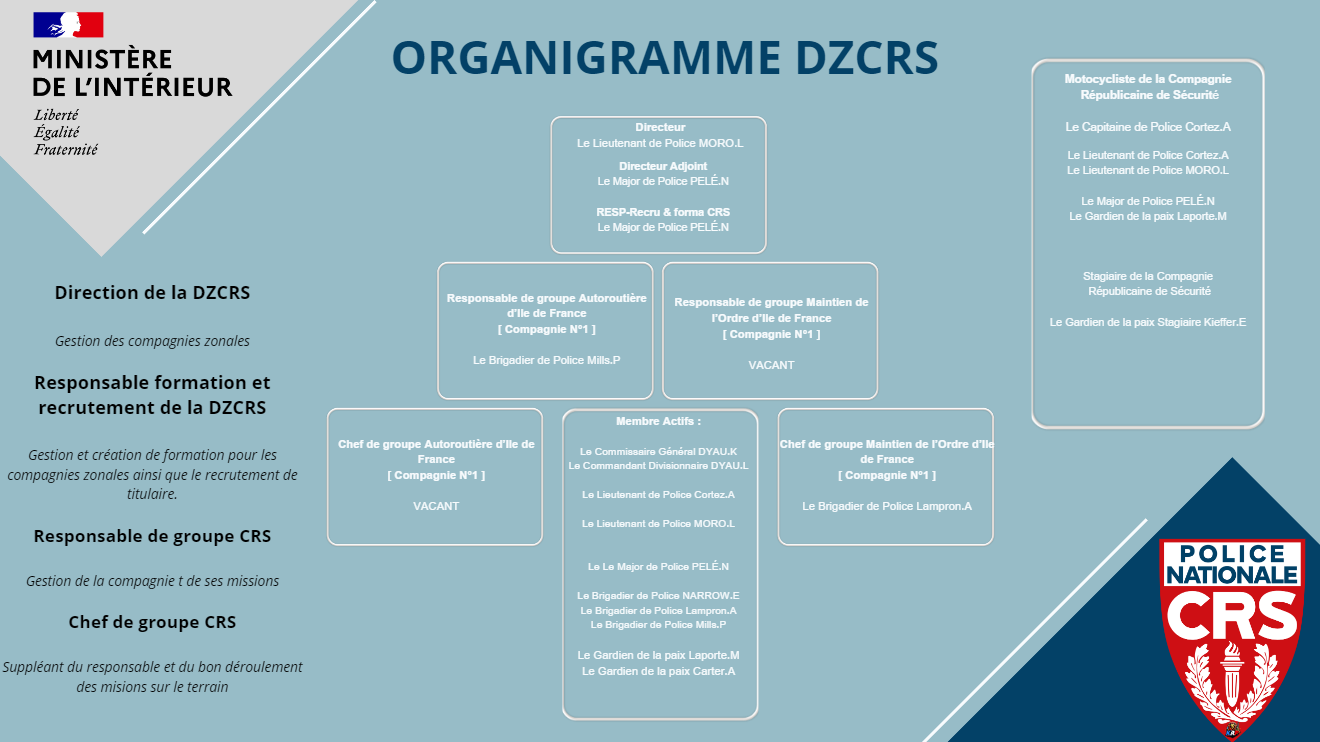 MINISTÈRE
DE L'INTÉRIEUR
Liberté
Égalité
Fraternité
ORGANIGRAMME DZCRS
Directeur
Le Lieutenant de Police MORO.L
Directeur Adjoint
Le Major de Police PELÉ.N
RESP-Recru & forma CRS
Le Major de Police PELÉ.N
Motocycliste de la Compagnie
Républicaine de Sécurité
Le Capitaine de Police Cortez.A
Le Lieutenant de Police Cortez.A
Le Lieutenant de Police MORO.L
Le Major de Police PELÉ.N
Le Gardien de la paix Laporte.M
Stagiaire de la Compagnie
Républicaine de Sécurité
Le Gardien de la paix Stagiaire Kieffer.E
Responsable de groupe Autoroutière
d'Ile de France
[ Compagnie N°1 ]
Le Brigadier de Police Mills.P
Responsable de groupe Maintien de
l'Ordre d'Ile de France
[ Compagnie N°1 ]
VACANT
Chef de groupe Autoroutière d'Ile de
France
[ Compagnie N°1 ]
VACANT
Membre Actifs :
Le Commissaire Général DYAU.K
Le Commandant Divisionnaire DYAU.L
Le Lieutenant de Police Cortez.A
Le Lieutenant de Police MORO.L
Le Le Major de Police PELÉ.N
Le Brigadier de Police NARROW.E
Le Brigadier de Police Lampron.A
Le Brigadier de Police Mills.P
Le Gardien de la paix Laporte.M
Le Gardien de la paix Carter.A
Chef de groupe Maintien de l'Ordre d'Ile
de France
[ Compagnie N°1 ]
Le Brigadier de Police Lampron.A
Direction de la DZCRS
Gestion des compagnies zonales
Responsable formation et
recrutement de la DZCRS
Gestion et création de formation pour les
compagnies zonales ainsi que le recrutement de
titulaire.
Responsable de groupe CRS
Gestion de la compagnie t de ses missions
Chef de groupe CRS
Suppléant du responsable et du bon déroulement
des misions sur le terrain
POLICE
NATIONALE
CRS